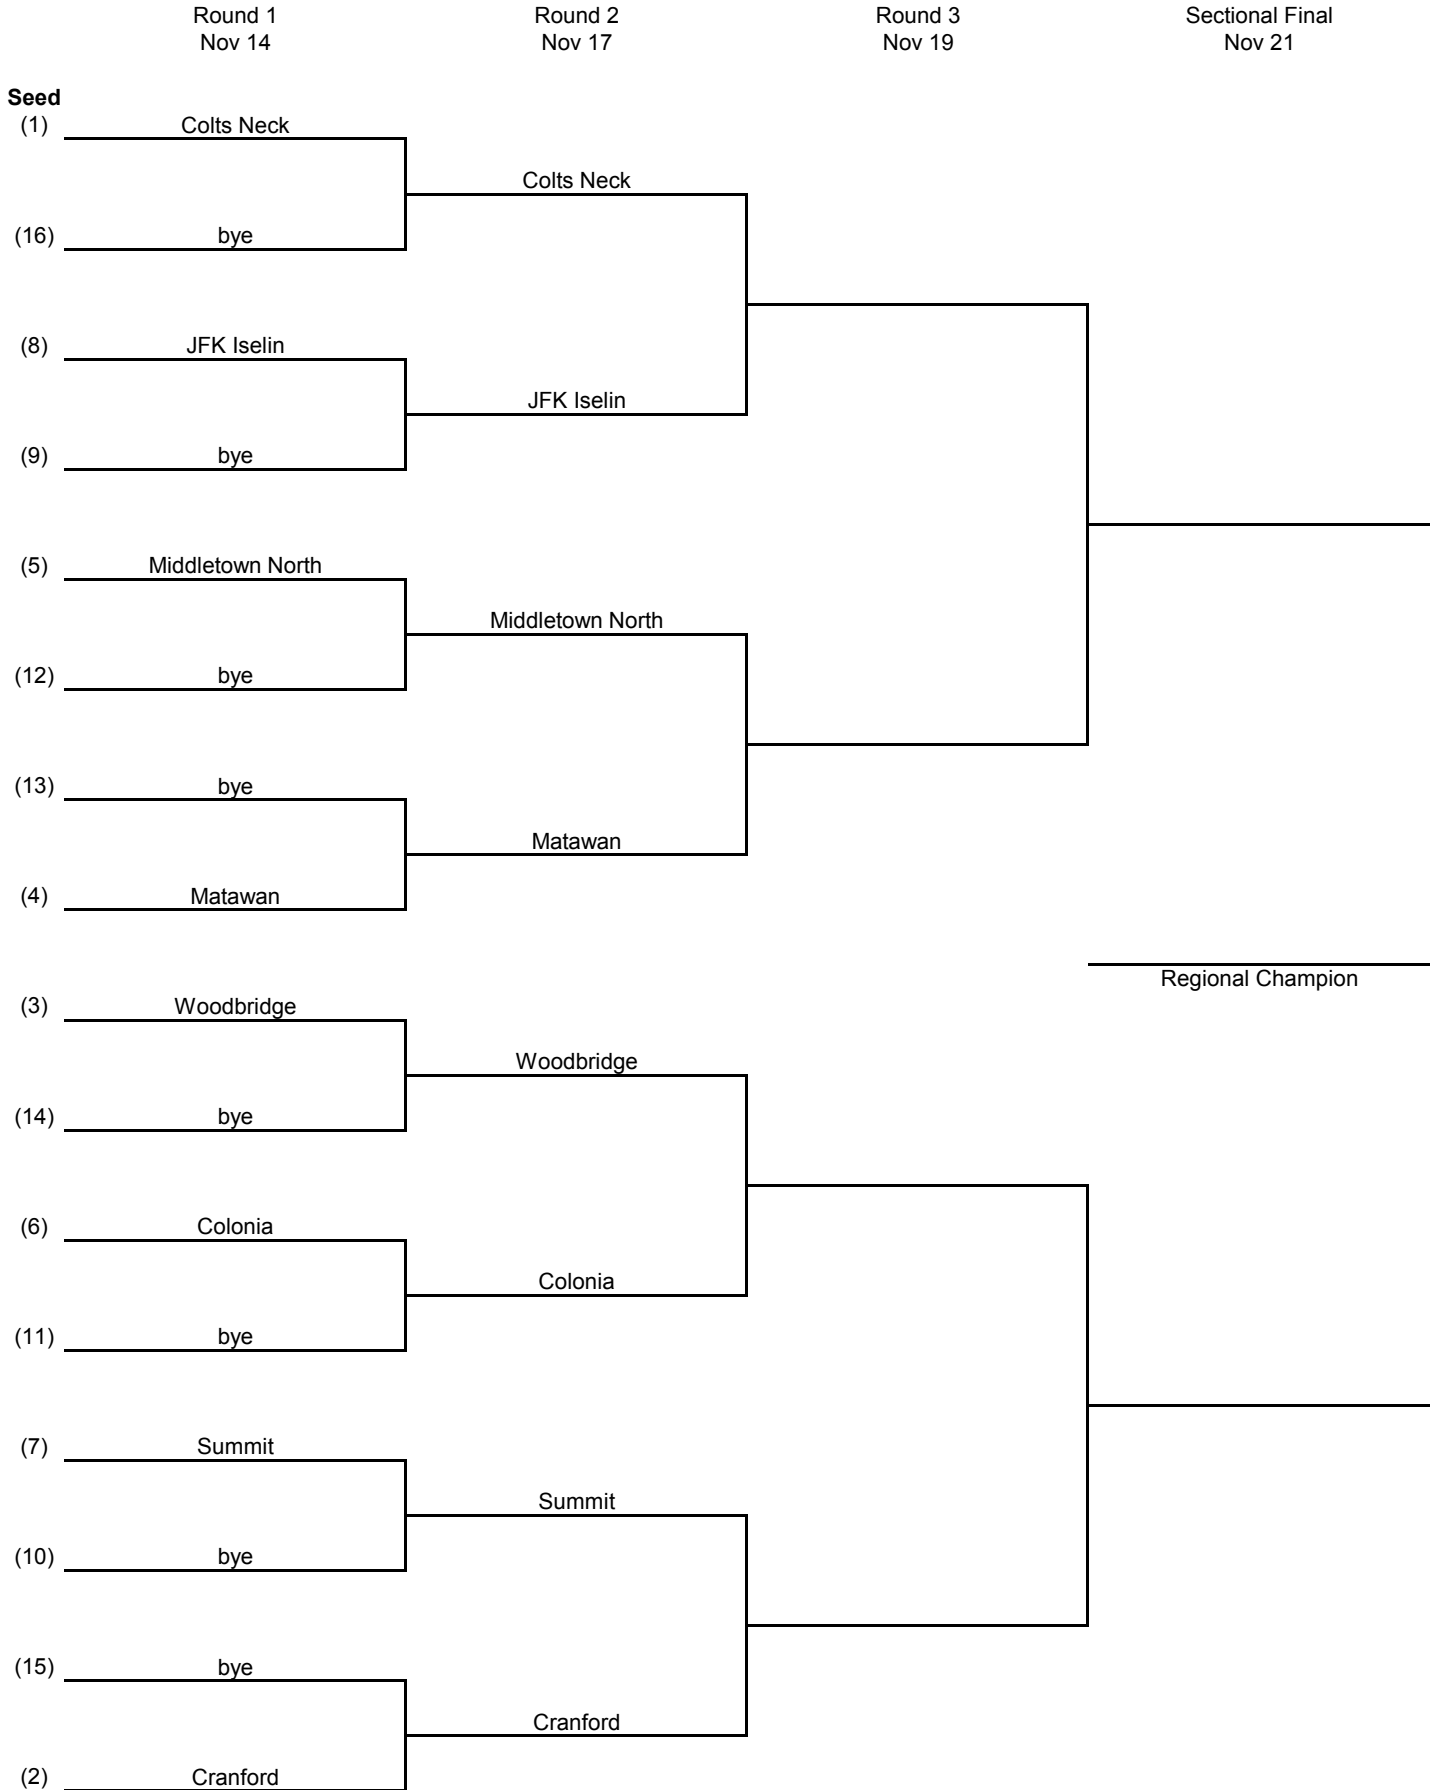 Round 1 Round 2 Round 3 Sectional Final
Nov 14 Nov 17 Nov 19 Nov 21
Seed
(1) Colts Neck
Colts Neck
(16) bye
(8) JFK Iselin
JFK Iselin
(9) bye
(5) Middletown North
Middletown North
(12) bye
(13) bye
Matawan
(4) Matawan
Regional Champion
(3) Woodbridge
Woodbridge
(14) bye
(6) Colonia
Colonia
(11) bye
(7) Summit
Summit
(10) bye
(15) bye
Cranford
(2) Cranford